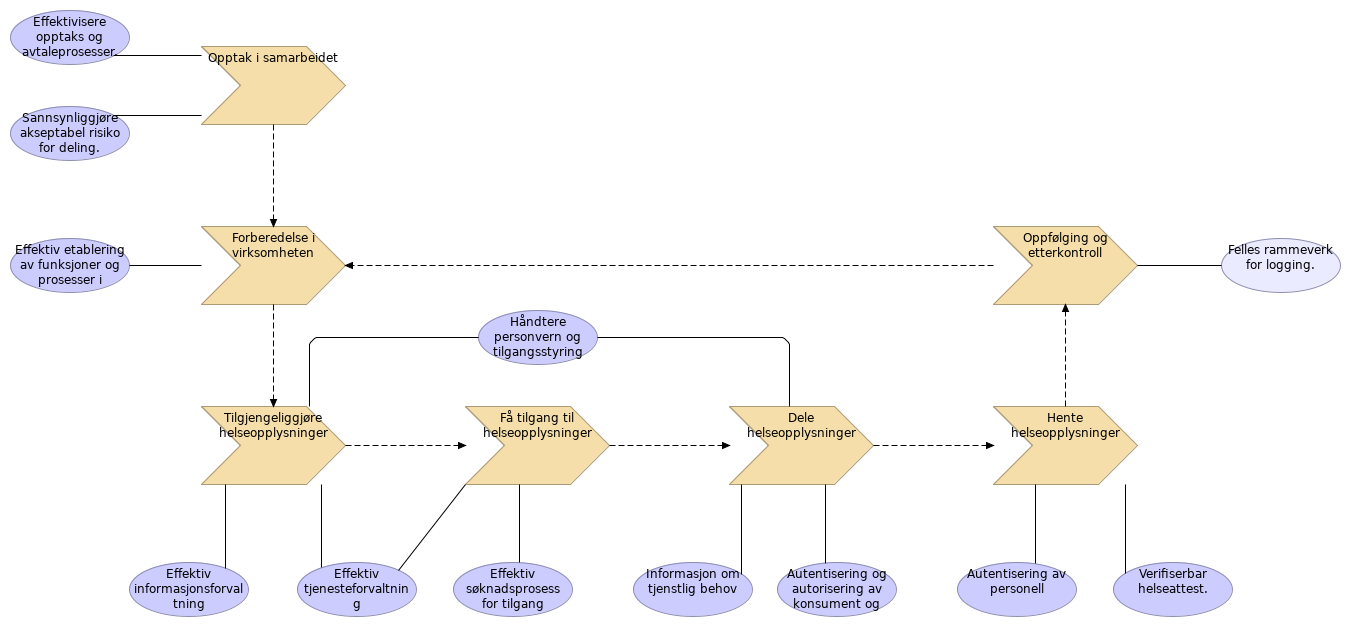 Effektivisere
opptaks og
avtaleprosesser.
Opptak i samarbeidet
Sannsynliggjøre
akseptabel risiko
for deling.
Effektiv etablering
av funksjoner og
prosesser i
Forberedelse i
virksomheten
Oppfølging og
etterkontroll
Felles rammeverk
for logging.
Håndtere
personvern og
tilgangsstyring
Tilgjengeliggjøre
helseopplysninger
Få tilgang til
helseopplysninger
Dele
helseopplysninger
Hente
helseopplysninger
Effektiv
informasjonsforval
tning
Effektiv
tjenesteforvaltnin
g
Effektiv
søknadsprosess
for tilgang
Informasjon om
tjenstlig behov
Autentisering og
autorisering av
konsument og
Autentisering av
personell
Verifiserbar
helseattest.